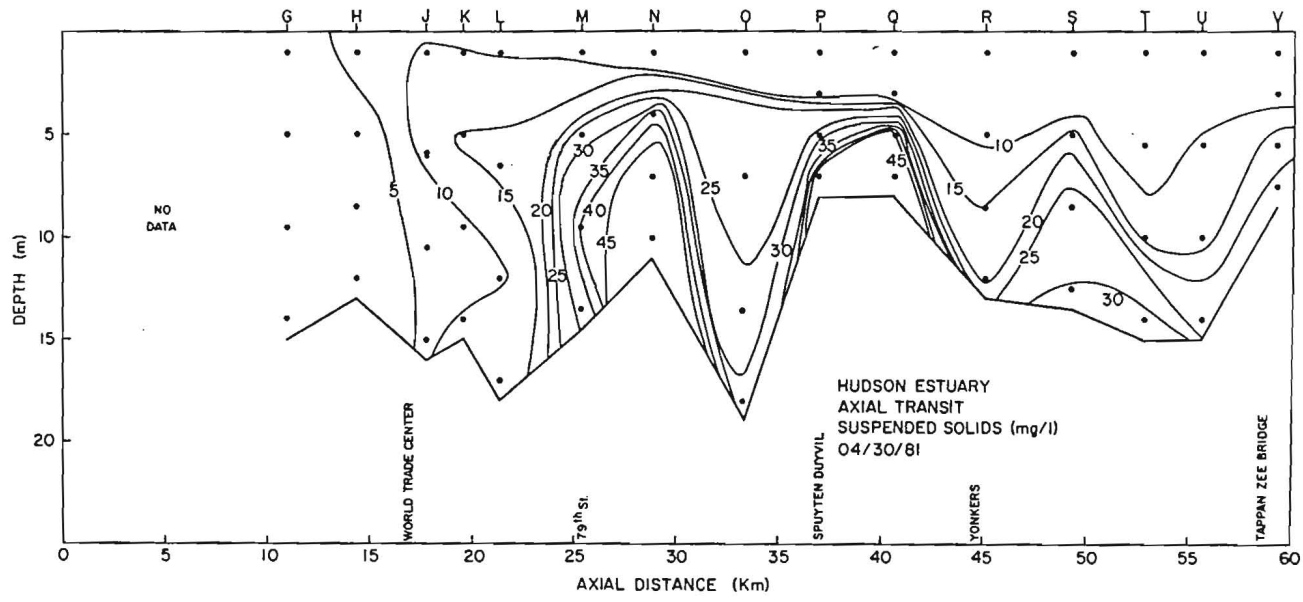 G H J K L M N O P Q R S T U V
DEPTH (m)
5
10
15
20
NO
DATA
5
10
15
20
25
30
35
40
45
25
30
35
45
10
15
20
25
30
HUDSON ESTUARY
AXIAL TRANSIT
SUSPENDED SOLIDS (mg/l)
04/30/81
WORLD TRADE CENTER
79th St.
SPUYTEN DUYVIL
YONKERS
TAPPAN ZEE BRIDGE
0 5 10 15 20 25 30 35 40 45 50 55 60
AXIAL DISTANCE (Km)